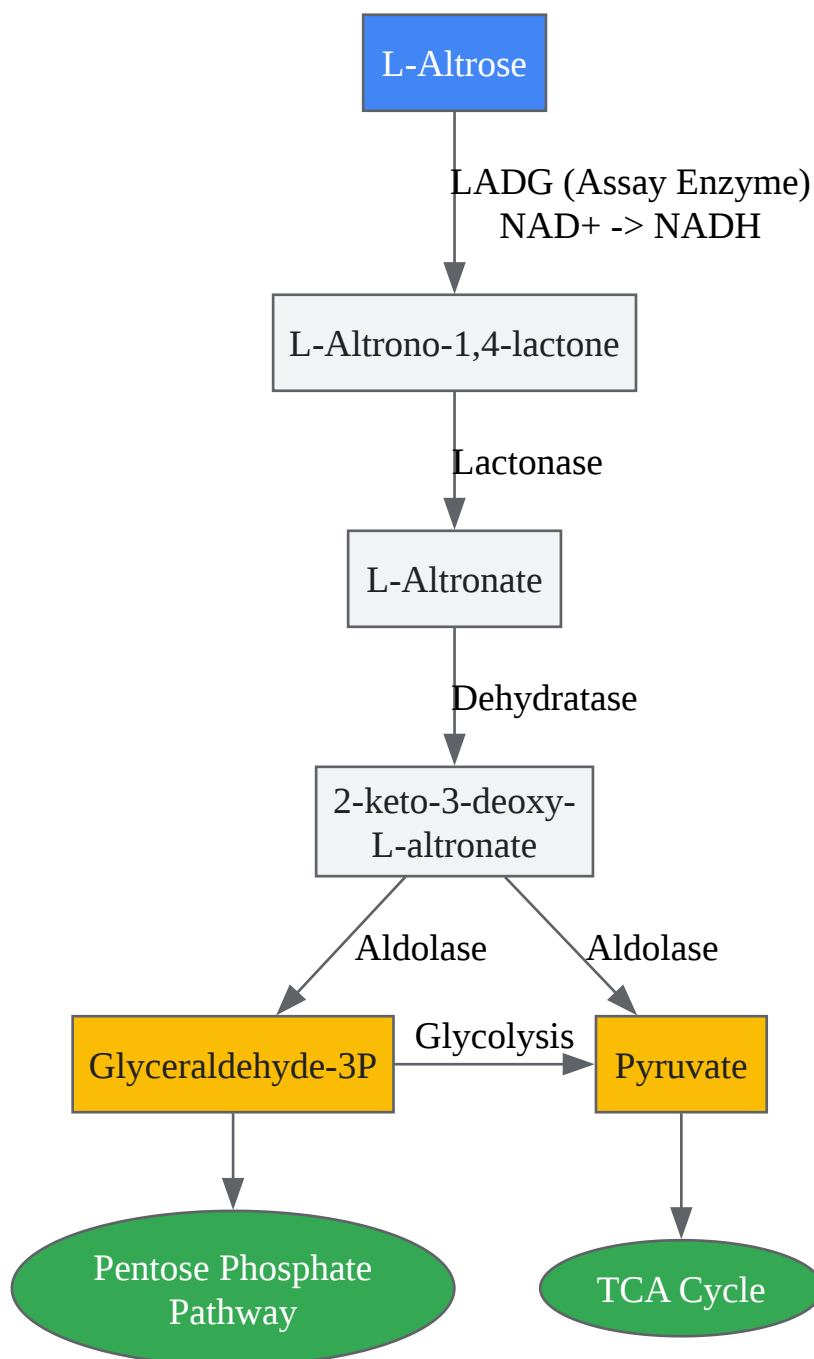 L-Altrose
LADG (Assay Enzyme)
NAD+ -> NADH
L-Altrono-1,4-lactone
Lactonase
L-Altronate
Dehydratase
2-keto-3-deoxy-
L-altronate
Aldolase
Aldolase
Glycolysis
Glyceraldehyde-3P
Pyruvate
Pentose Phosphate
Pathway
TCA Cycle